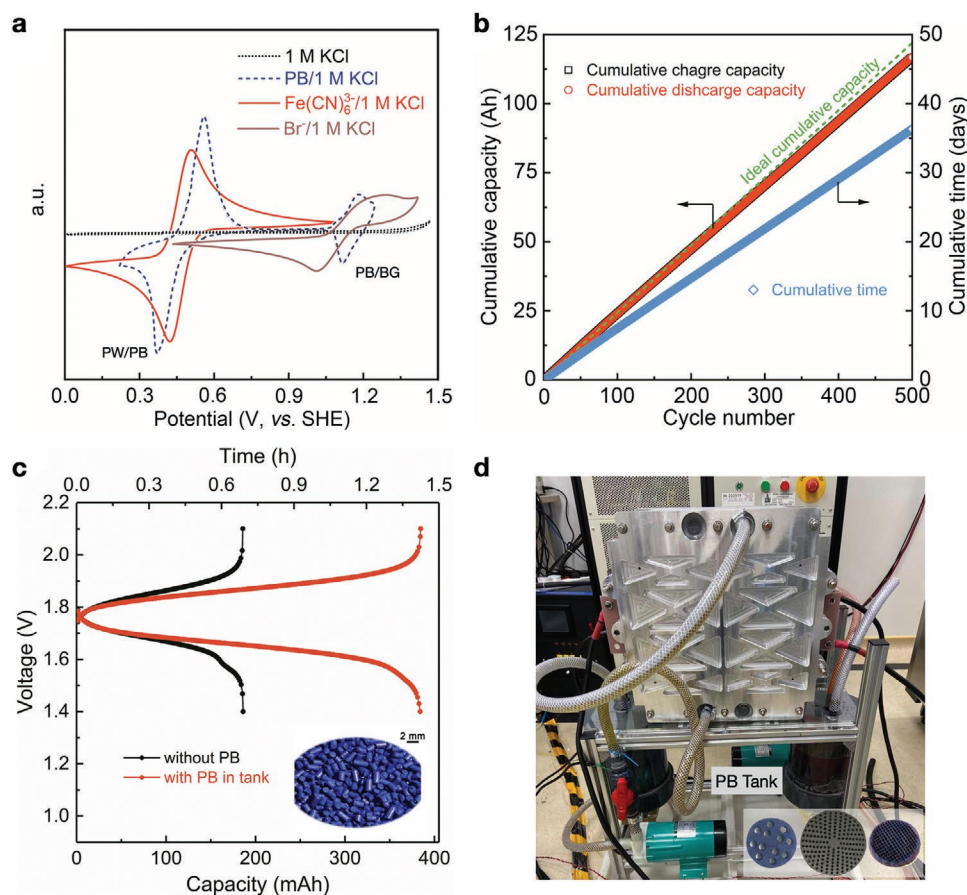 a
1 M KCl
PB/1 M KCl
Fe(CN)₆³⁻/1 M KCl
Br⁻/1 M KCl
a.u.
PB/BG
PW/PB
0.0 0.3 0.6 0.9 1.2 1.5
Potential (V, vs. SHE)
b
125
100
75
50
25
0
Cumulative capacity (Ah)
Cumulative chagre capacity
Cumulative dishcarge capacity
Ideal cumulative capacity
Cumulative time
50
40
30
20
10
0
Cumulative time (days)
0 100 200 300 400 500
Cycle number
c
Time (h)
0.0 0.3 0.6 0.9 1.2 1.5
2.2
2.0
1.8
1.6
1.4
1.2
1.0
Voltage (V)
2 mm
without PB
with PB in tank
0 100 200 300 400
Capacity (mAh)
d
PB Tank